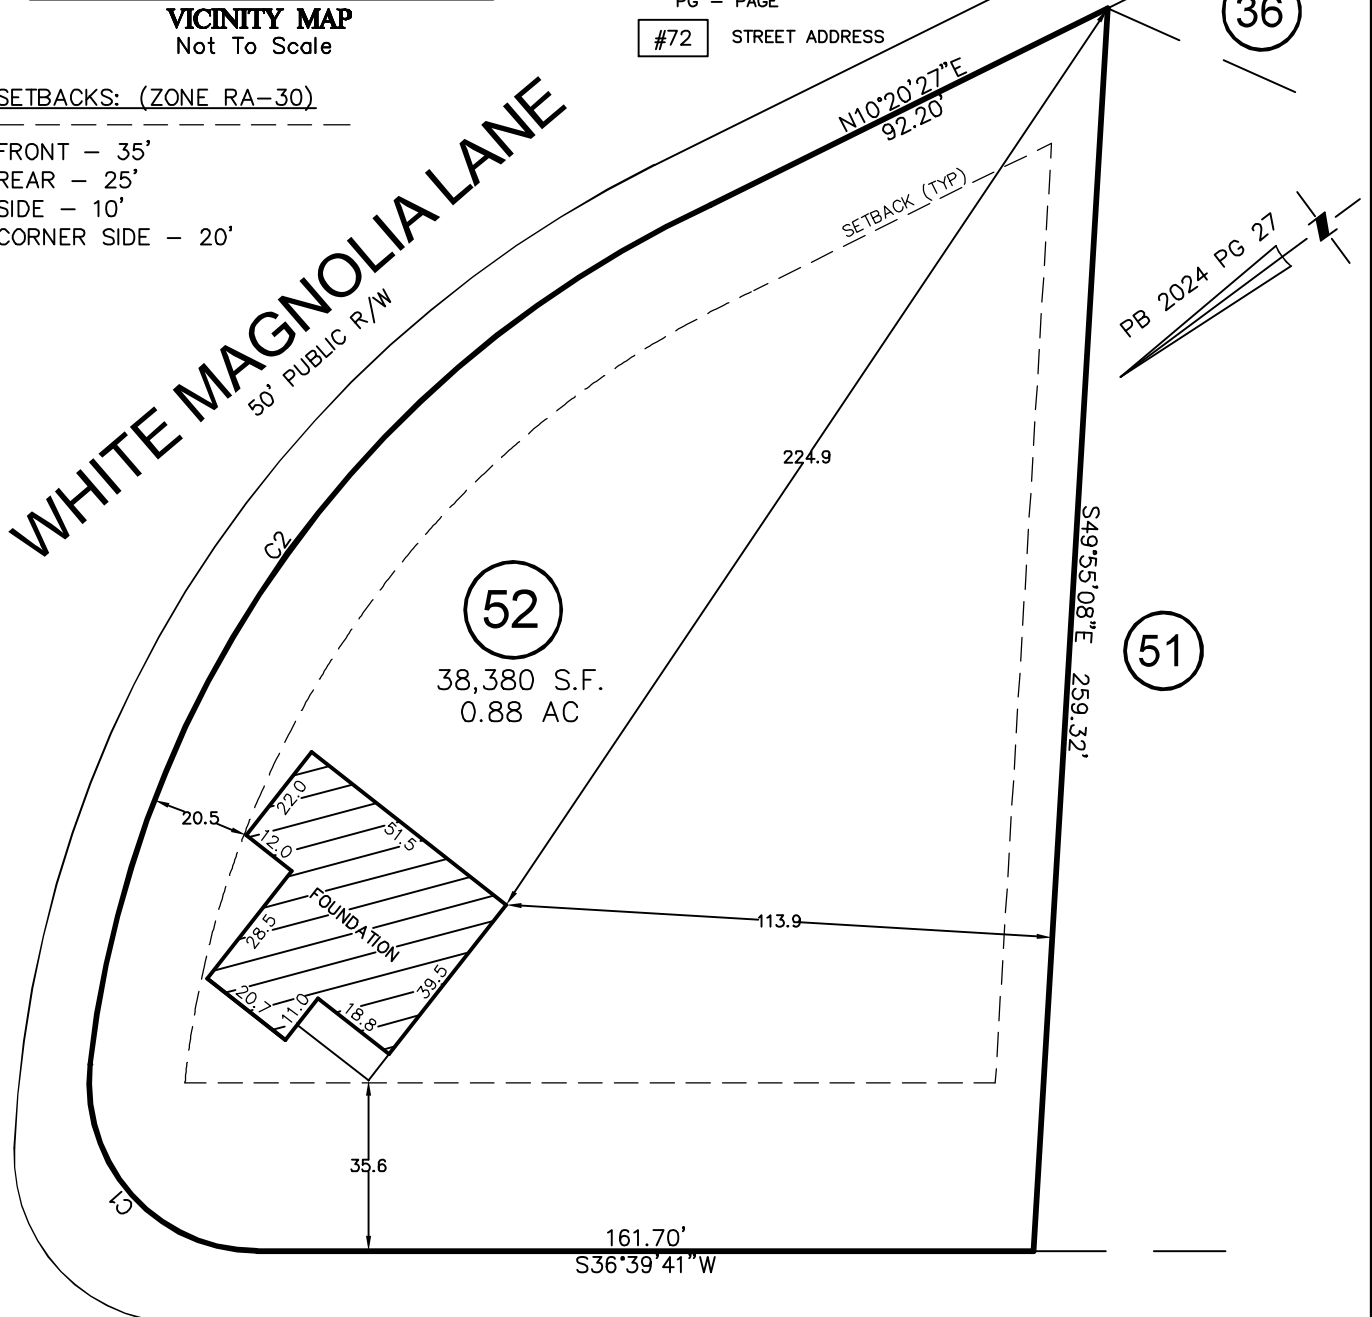 VICINITY MAP
Not To Scale
PG – PAGE
#72 STREET ADDRESS
36
SETBACKS: (ZONE RA–30)
FRONT – 35'
REAR – 25'
SIDE – 10'
CORNER SIDE – 20'
WHITE MAGNOLIA LANE
50' PUBLIC R/W
N10°20'27"E
92.20'
SETBACK (TYP)
PB 2024 PG 27
224.9
C2
52
38,380 S.F.
0.88 AC
S49°55'08"E 259.32'
51
20.5
22.0
12.0
51.5
FOUNDATION
28.5
39.5
20.7
11.0
18.8
113.9
35.6
C1
161.70'
S36°39'41"W